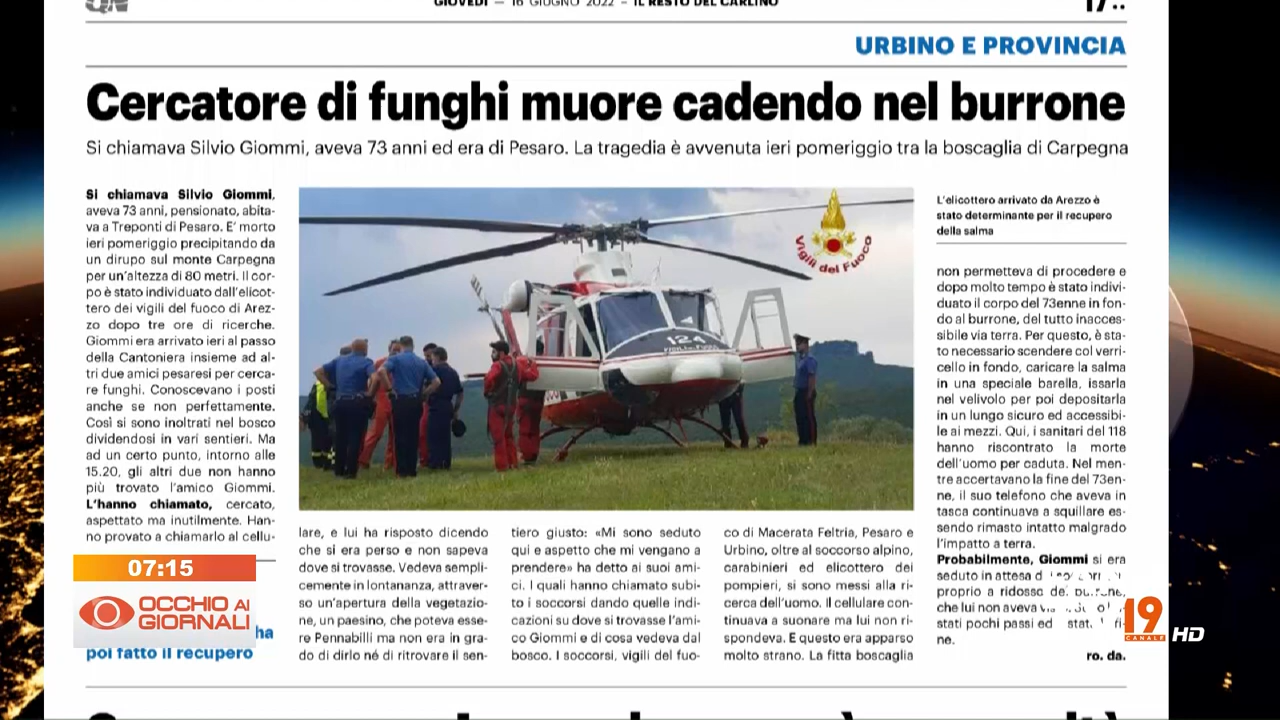 GIOVEDÌ — 16 GIUGNO 2022 – IL RESTO DEL CARLINO
URBINO E PROVINCIA
Cercatore di funghi muore cadendo nel burrone
Si chiamava Silvio Giommi, aveva 73 anni ed era di Pesaro. La tragedia è avvenuta ieri pomeriggio tra la boscaglia di Carpegna
Si chiamava Silvio Giommi,
aveva 73 anni, pensionato, abita-
va a Treponti di Pesaro. E' morto
ieri pomeriggio precipitando da
un dirupo sul monte Carpegna
per un'altezza di 80 metri. Il cor-
po è stato individuato dall'elicot-
tero dei vigili del fuoco di Arez-
zo dopo tre ore di ricerche.
Giommi era arrivato ieri al passo
della Cantoniera insieme ad al-
tri due amici pesaresi per cerca-
re funghi. Conoscevano i posti
anche se non perfettamente.
Così si sono inoltrati nel bosco
dividendosi in vari sentieri. Ma
ad un certo punto, intorno alle
15.20, gli altri due non hanno
più trovato l'amico Giommi.
L'hanno chiamato, cercato,
aspettato ma inutilmente. Han-
no provato a chiamarlo al cellu-
07:15
OCCHIO AI
GIORNALI
ha
poi fatto il recupero
Vigili del Fuoco
124
lare, e lui ha risposto dicendo
che si era perso e non sapeva
dove si trovasse. Vedeva sempli-
cemente in lontananza, attraver-
so un'apertura della vegetazio-
ne, un paesino, che poteva esse-
re Pennabilli ma non era in gra-
do di dirlo né di ritrovare il sen-
tiero giusto: «Mi sono seduto
qui e aspetto che mi vengano a
prendere» ha detto ai suoi ami-
ci. I quali hanno chiamato subi-
to i soccorsi dando quelle indi-
cazioni su dove si trovasse l'ami-
co Giommi e di cosa vedeva dal
bosco. I soccorsi, vigili del fuo-
co di Macerata Feltria, Pesaro e
Urbino, oltre al soccorso alpino,
carabinieri ed elicottero dei
pompieri, si sono messi alla ri-
cerca dell'uomo. Il cellulare con-
tinuava a suonare ma lui non ri-
spondeva. E questo era apparso
molto strano. La fitta boscaglia
L'elicottero arrivato da Arezzo è
stato determinante per il recupero
della salma
non permetteva di procedere e
dopo molto tempo è stato indivi-
duato il corpo del 73enne in fon-
do al burrone, del tutto inacces-
sibile via terra. Per questo, è sta-
to necessario scendere col verri-
cello in fondo, caricare la salma
in una speciale barella, issarla
nel velivolo per poi depositarla
in un lungo sicuro ed accessibi-
le ai mezzi. Qui, i sanitari del 118
hanno riscontrato la morte
dell'uomo per caduta. Nel men-
tre accertavano la fine del 73en-
ne, il suo telefono che aveva in
tasca continuava a squillare es-
sendo rimasto intatto malgrado
l'impatto a terra.
Probabilmente, Giommi si era
seduto in attesa
proprio a ridosso del burrone,
che lui non aveva
stati pochi passi ed
ne.
ro. da.
19
CANALE HD